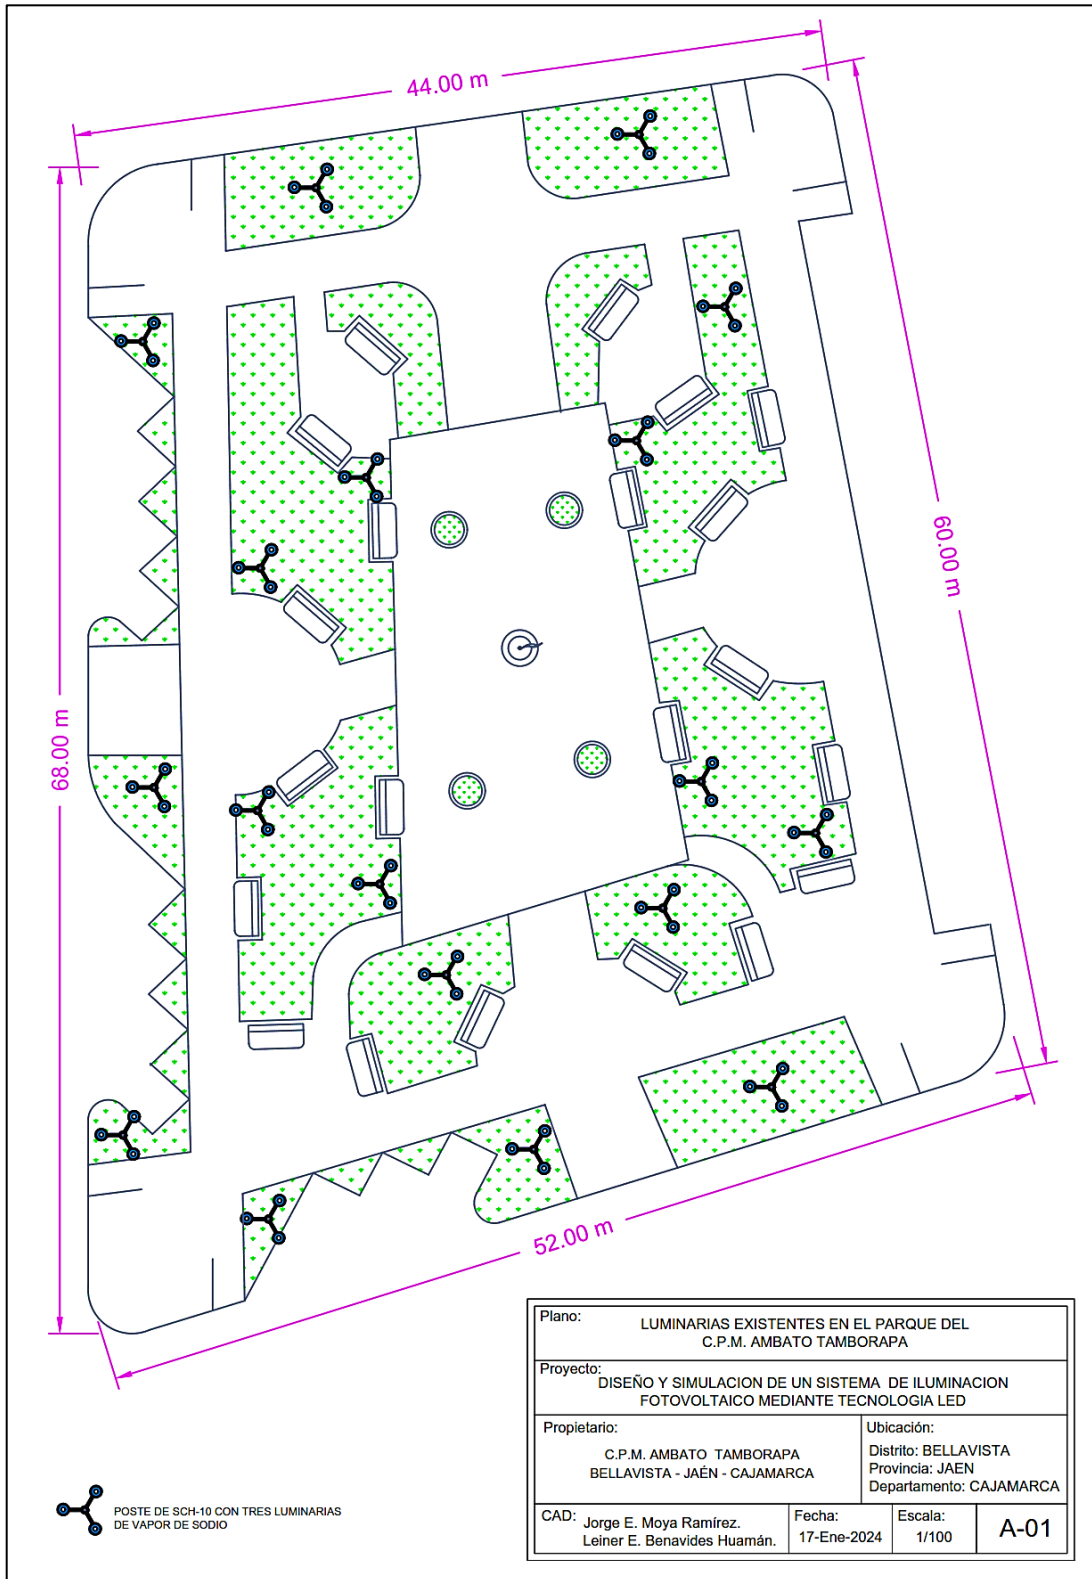 44.00 m
60.00 m
68.00 m
52.00 m
Plano:
LUMINARIAS EXISTENTES EN EL PARQUE DEL
C.P.M. AMBATO TAMBORAPA
Proyecto:
DISEÑO Y SIMULACION DE UN SISTEMA DE ILUMINACION
FOTOVOLTAICO MEDIANTE TECNOLOGIA LED
Propietario:
C.P.M. AMBATO TAMBORAPA
BELLAVISTA - JAÉN - CAJAMARCA
Ubicación:
Distrito: BELLAVISTA
Provincia: JAEN
Departamento: CAJAMARCA
CAD: Jorge E. Moya Ramírez.
Leiner E. Benavides Huamán.
Fecha:
17-Ene-2024
Escala:
1/100
A-01
POSTE DE SCH-10 CON TRES LUMINARIAS
DE VAPOR DE SODIO